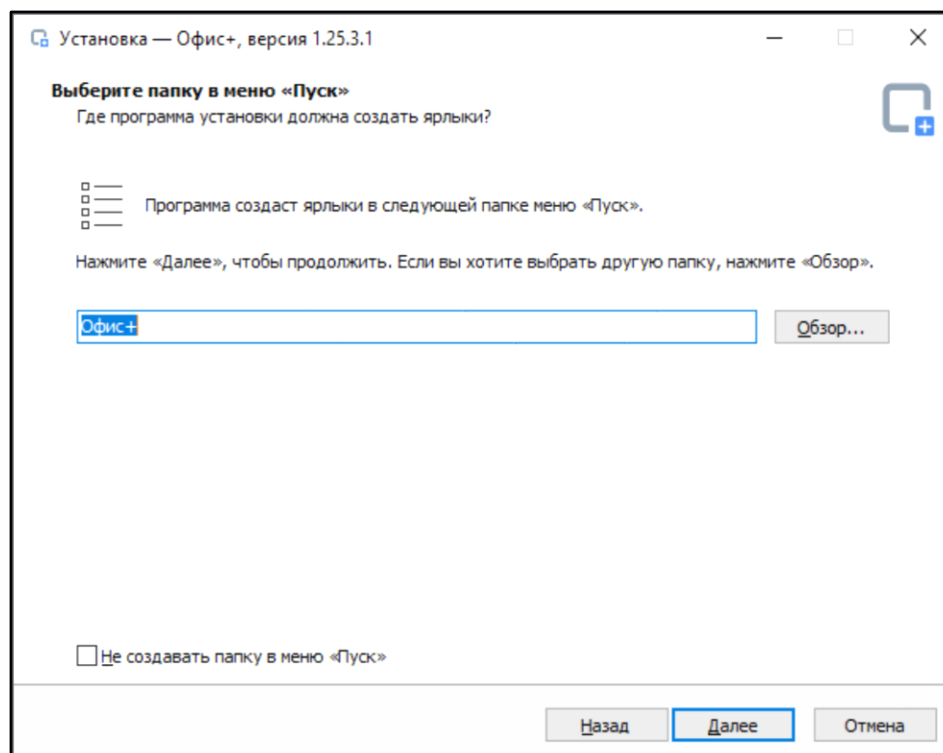 Установка — Офис+, версия 1.25.3.1
Выберите папку в меню «Пуск»
Где программа установки должна создать ярлыки?
Программа создаст ярлыки в следующей папке меню «Пуск».
Нажмите «Далее», чтобы продолжить. Если вы хотите выбрать другую папку, нажмите «Обзор».
Офис+
Обзор...
Не создавать папку в меню «Пуск»
Назад
Далее
Отмена